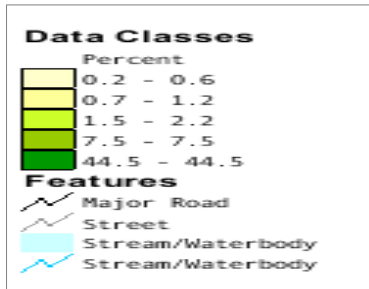 Data Classes
Percent
0.2 - 0.6
0.7 - 1.2
1.5 - 2.2
7.5 - 7.5
44.5 - 44.5
Features
Major Road
Street
Stream/Waterbody
Stream/Waterbody